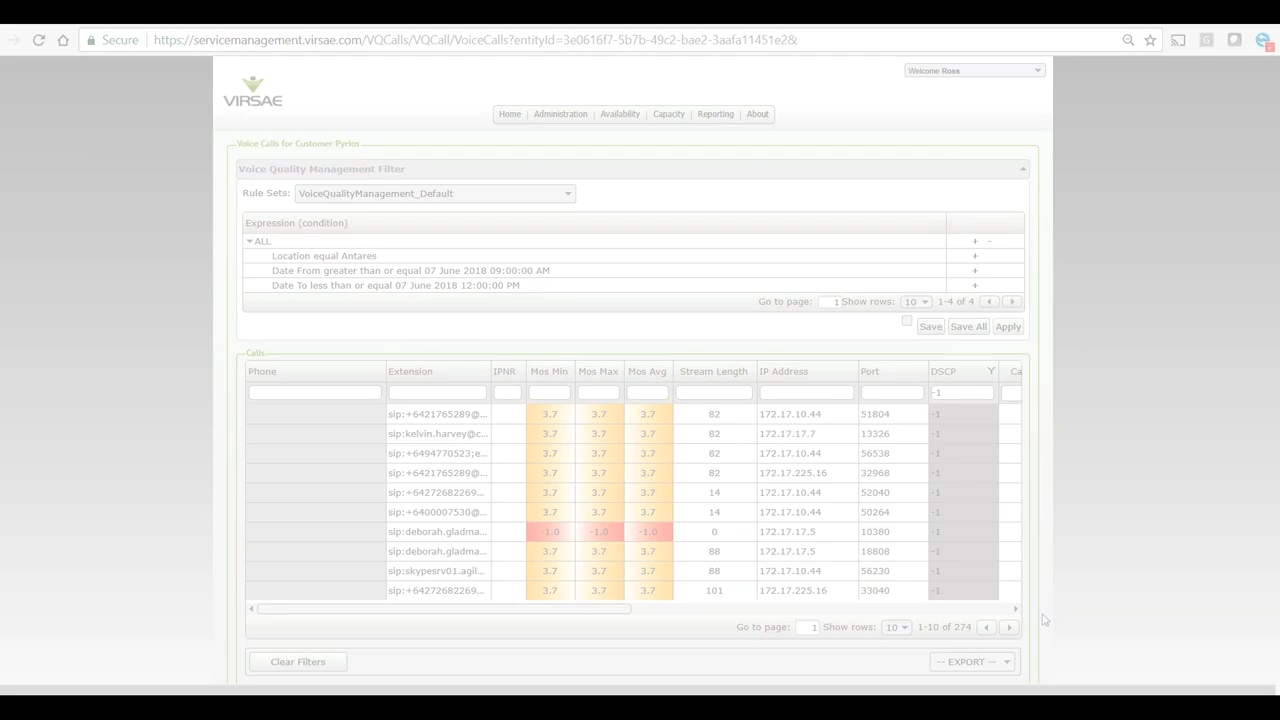 Secure https://servicemanagement.virsae.com/VQCalls/VQCall/VoiceCalls?entityId=3e0616f7-5b7b-49c2-bae2-3aafa11451e2&
Welcome Ross
VIRSAE
Home Administration Availability Capacity Reporting About
Voice Calls for Customer Pyrios
Voice Quality Management Filter
Rule Sets: VoiceQualityManagement_Default
Expression (condition)
ALL + -
Location equal Antares +
Date From greater than or equal 07 June 2018 09:00:00 AM +
Date To less than or equal 07 June 2018 12:00:00 PM +
Go to page: 1 Show rows: 10 1-4 of 4
Save Save All Apply
Calls
Phone Extension IPNR Mos Min Mos Max Mos Avg Stream Length IP Address Port DSCP Ca
-1
sip:+6421765289@... 3.7 3.7 3.7 82 172.17.10.44 51804 -1
sip:kelvin.harvey@c... 3.7 3.7 3.7 82 172.17.17.7 13326 -1
sip:+6494770523;e... 3.7 3.7 3.7 82 172.17.10.44 56538 -1
sip:+6421765289@... 3.7 3.7 3.7 82 172.17.225.16 32968 -1
sip:+64272682269... 3.7 3.7 3.7 14 172.17.10.44 52040 -1
sip:+6400007530@... 3.7 3.7 3.7 14 172.17.10.44 50264 -1
sip:deborah.gladma... -1.0 -1.0 -1.0 0 172.17.17.5 10380 -1
sip:deborah.gladma... 3.7 3.7 3.7 88 172.17.17.5 18808 -1
sip:skypesrv01.agil... 3.7 3.7 3.7 88 172.17.10.44 56230 -1
sip:+64272682269... 3.7 3.7 3.7 101 172.17.225.16 33040 -1
Go to page: 1 Show rows: 10 1-10 of 274
Clear Filters -- EXPORT --